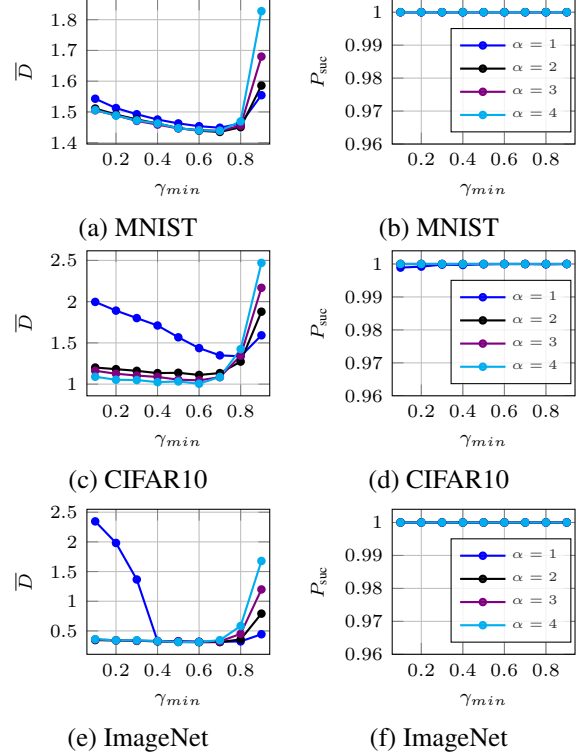 1.8
1.7
1.6
1.5
1.4
D
0.2 0.4 0.6 0.8
γmin
(a) MNIST
1
0.99
0.98
0.97
0.96
Psuc
α = 1
α = 2
α = 3
α = 4
0.2 0.4 0.6 0.8
γmin
(b) MNIST
2.5
2
1.5
1
D
0.2 0.4 0.6 0.8
γmin
(c) CIFAR10
1
0.99
0.98
0.97
0.96
Psuc
α = 1
α = 2
α = 3
α = 4
0.2 0.4 0.6 0.8
γmin
(d) CIFAR10
2.5
2
1.5
1
0.5
D
0.2 0.4 0.6 0.8
γmin
(e) ImageNet
1
0.99
0.98
0.97
0.96
Psuc
α = 1
α = 2
α = 3
α = 4
0.2 0.4 0.6 0.8
γmin
(f) ImageNet